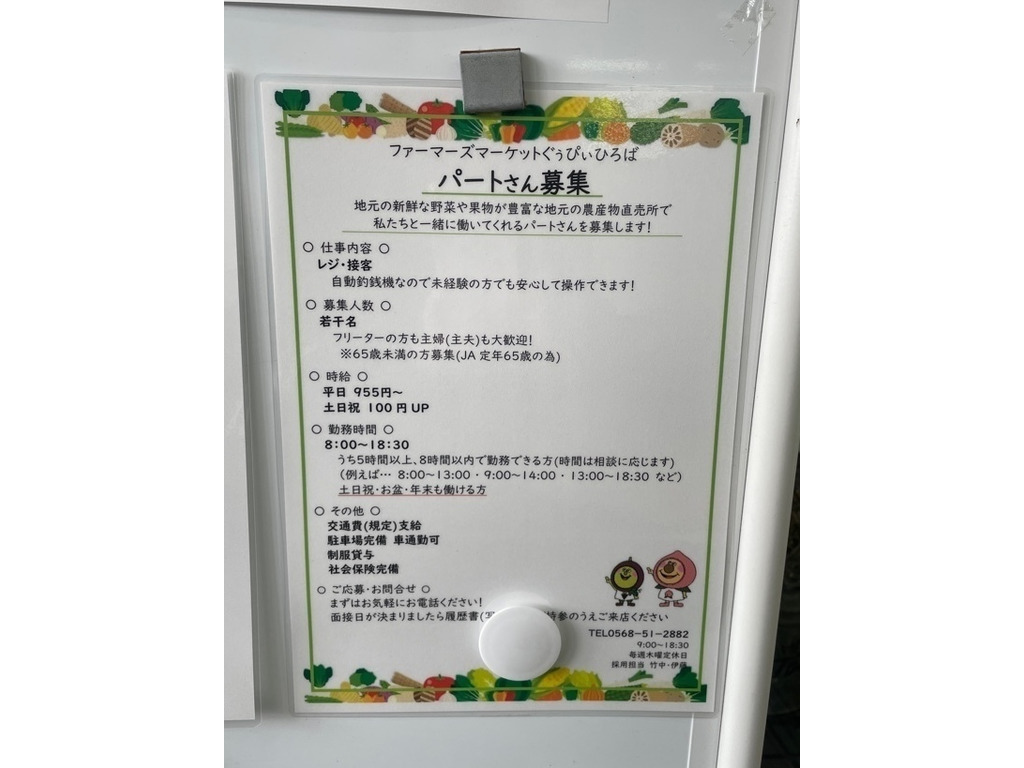 ファーマーズマーケットぐぅぴぃひろば
パートさん募集
地元の新鮮な野菜や果物が豊富な地元の農産物直売所で
私たちと一緒に働いてくれるパートさんを募集します!
○ 仕事内容 ○
レジ・接客
自動釣銭機なので未経験の方でも安心して操作できます!
○ 募集人数 ○
若干名
フリーターの方も主婦(主夫)も大歓迎!
※65歳未満の方募集(JA 定年65歳の為)
○ 時給 ○
平日 955円～
土日祝 100円 UP
○ 勤務時間 ○
8:00～18:30
うち5時間以上、8時間以内で勤務できる方(時間は相談に応じます)
(例えば… 8:00～13:00・9:00～14:00・13:00～18:30 など)
土日祝・お盆・年末も働ける方
○ その他 ○
交通費(規定)支給
駐車場完備 車通勤可
制服貸与
社会保険完備
○ ご応募・お問合せ ○
まずはお気軽にお電話ください!
面接日が決まりましたら履歴書(写 持参のうえご来店ください
TEL0568-51-2882
9:00～18:30
毎週木曜定休日
採用担当 竹中・伊藤